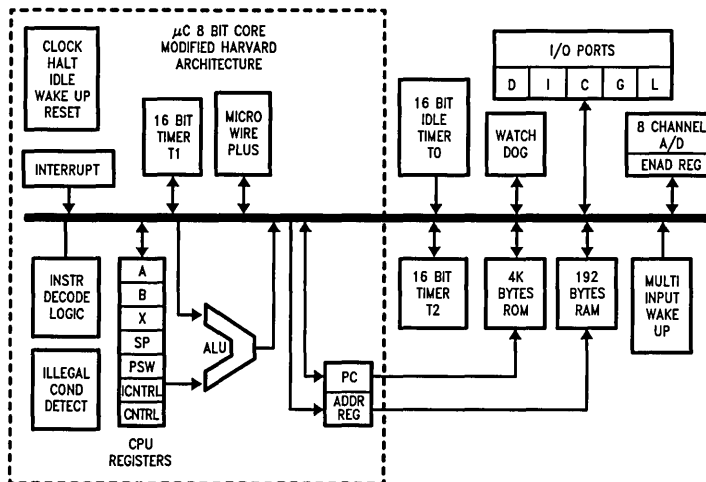 CLOCK
HALT
IDLE
WAKE UP
RESET
μC 8 BIT CORE
MODIFIED HARVARD
ARCHITECTURE
I/O PORTS
D I C G L
16 BIT
TIMER
T1
MICRO
WIRE
PLUS
16 BIT
IDLE
TIMER
T0
WATCH
DOG
8 CHANNEL
A/D
ENAD REG
INTERRUPT
INSTR
DECODE
LOGIC
A
B
X
SP
PSW
ICNTRL
CNTRL
CPU
REGISTERS
ALU
ILLEGAL
COND
DETECT
PC
ADDR
REG
16 BIT
TIMER
T2
4K
BYTES
ROM
192
BYTES
RAM
MULTI
INPUT
WAKE
UP